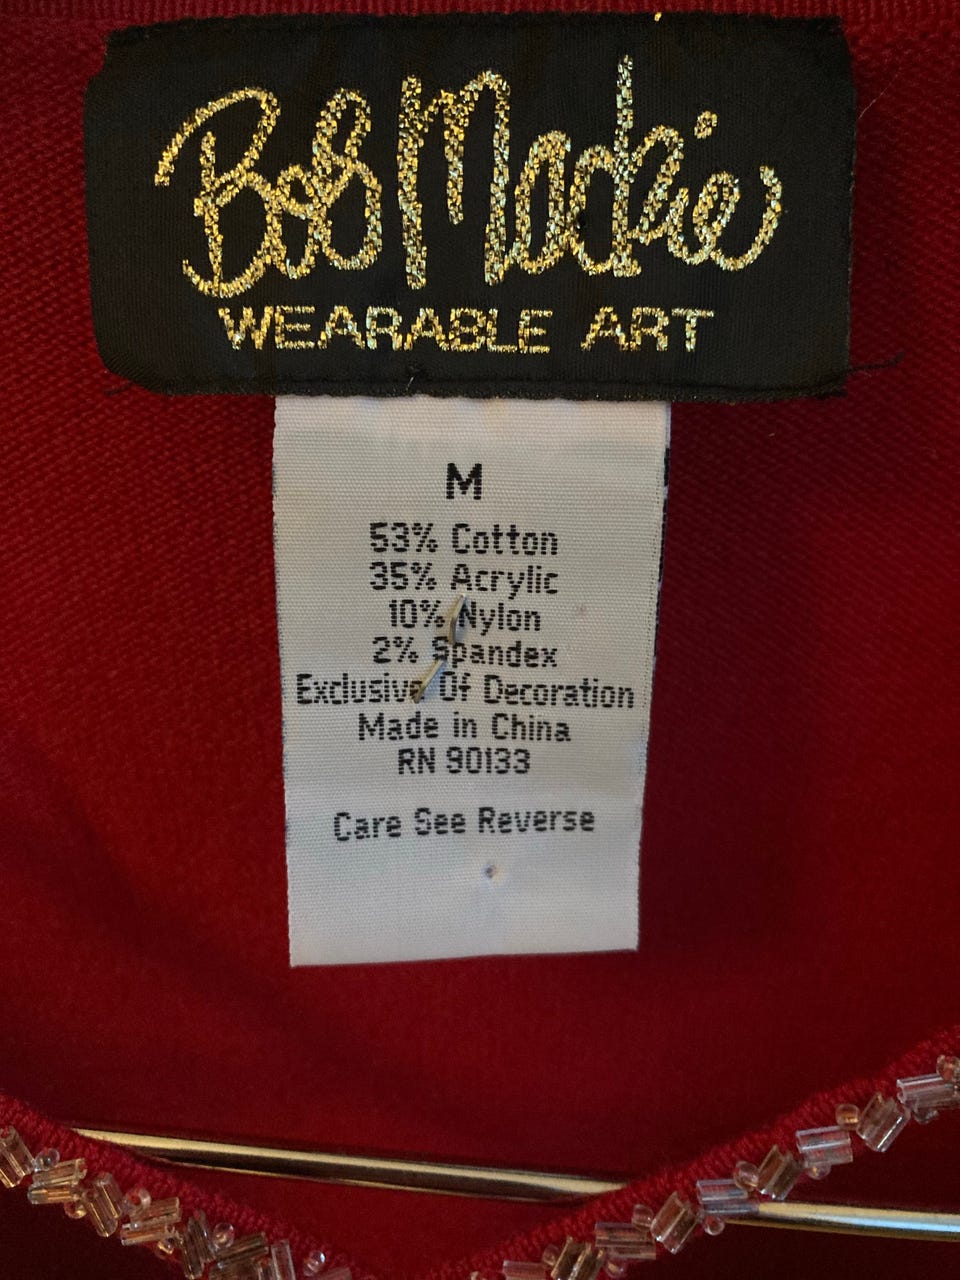 Bob Mackie
WEARABLE ART
M
53% Cotton
35% Acrylic
10% Nylon
2% Spandex
Exclusive Of Decoration
Made in China
RN 90133
Care See Reverse